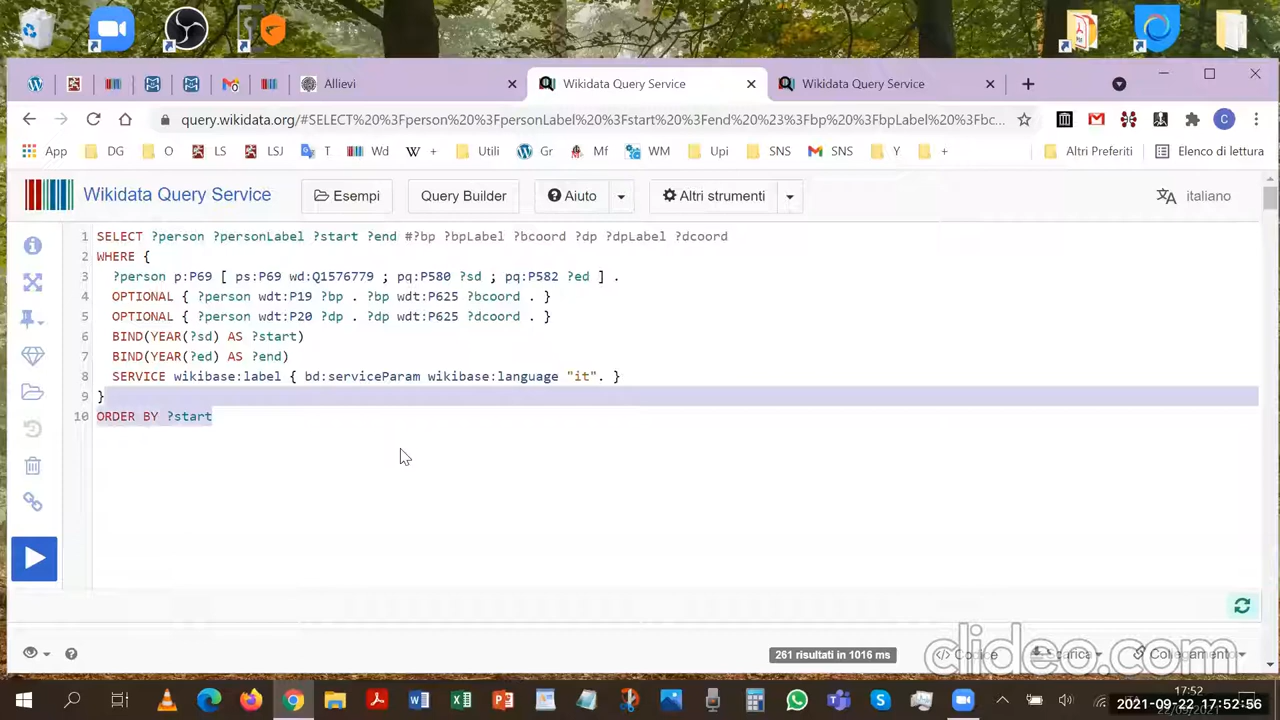 Allievi
Wikidata Query Service
Wikidata Query Service
query.wikidata.org/#SELECT%20%3Fperson%20%3FpersonLabel%20%3Fstart%20%3Fend%20%23%3Fbp%20%3FbpLabel%20%3Fbc...
C
App DG O LS LSJ T Wd + Gr Mf WM Utili Upi SNS SNS Y + Altri Preferiti Elenco di lettura
Wikidata Query Service Esempi Query Builder Aiuto Altri strumenti italiano
1 SELECT ?person ?personLabel ?start ?end #?bp ?bpLabel ?bcoord ?dp ?dpLabel ?dcoord
2 WHERE {
3 ?person p:P69 [ ps:P69 wd:Q1576779 ; pq:P580 ?sd ; pq:P582 ?ed ] .
4 OPTIONAL { ?person wdt:P19 ?bp . ?bp wdt:P625 ?bcoord . }
5 OPTIONAL { ?person wdt:P20 ?dp . ?dp wdt:P625 ?dcoord . }
6 BIND(YEAR(?sd) AS ?start)
7 BIND(YEAR(?ed) AS ?end)
8 SERVICE wikibase:label { bd:serviceParam wikibase:language "it". }
9 }
10 ORDER BY ?start
261 risultati in 1016 ms </> Codice Scarica Collegamento
clideo.com
17:52
2021-09-22 17:52:56